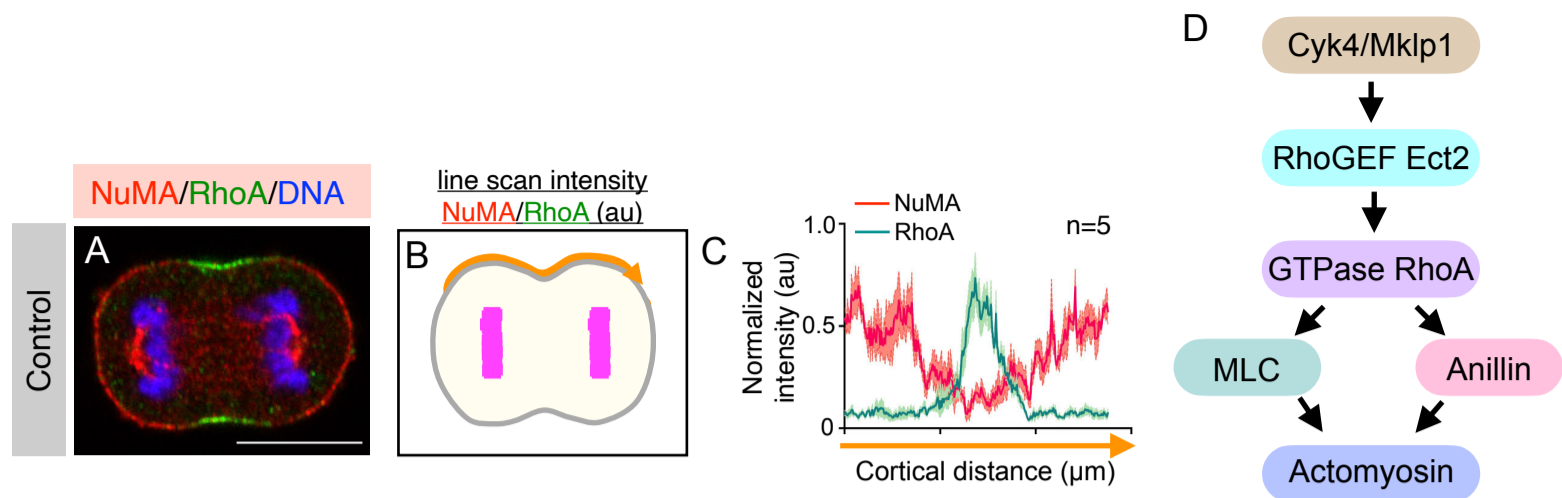 NuMA/RhoA/DNA
Control
A
line scan intensity
NuMA/RhoA (au)
B
C
NuMA
RhoA
n=5
1.0
0.5
0
Normalized
intensity (au)
Cortical distance (µm)
D
Cyk4/Mklp1
RhoGEF Ect2
GTPase RhoA
MLC
Anillin
Actomyosin